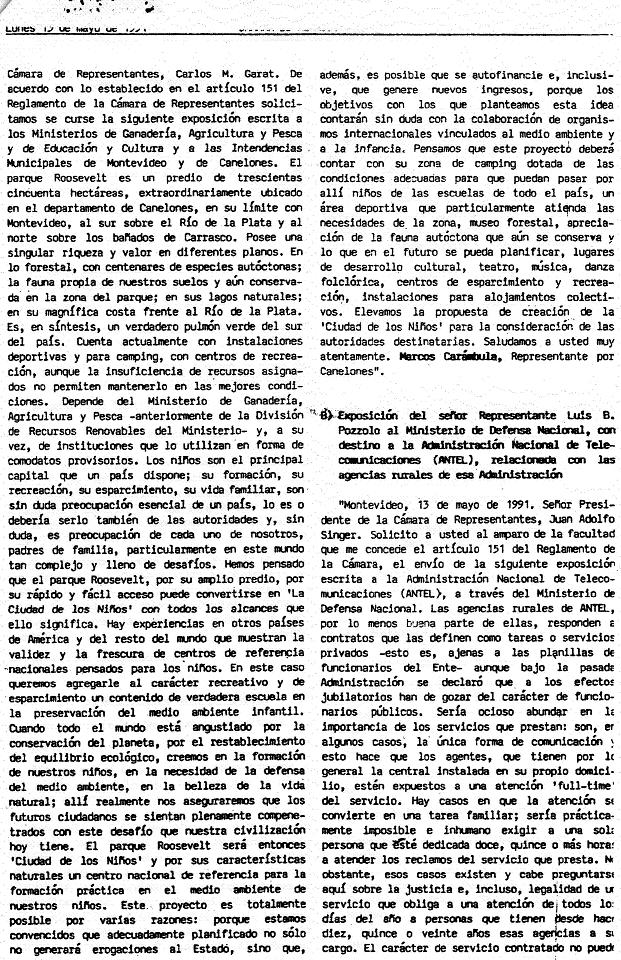 Lunes 13 de mayo de 1991
Cámara de Representantes, Carlos M. Garat. De
acuerdo con lo establecido en el artículo 151 del
Reglamento de la Cámara de Representantes solici-
tamos se curse la siguiente exposición escrita a
los Ministerios de Ganadería, Agricultura y Pesca
y de Educación y Cultura y a las Intendencias
Municipales de Montevideo y de Canelones. El
parque Roosevelt es un predio de trescientas
cincuenta hectáreas, extraordinariamente ubicado
en el departamento de Canelones, en su límite con
Montevideo, al sur sobre el Río de la Plata y al
norte sobre los bañados de Carrasco. Posee una
singular riqueza y valor en diferentes planos. En
lo forestal, con centenares de especies autóctonas;
la fauna propia de nuestros suelos y aún conserva-
da en la zona del parque; en sus lagos naturales;
en su magnífica costa frente al Río de la Plata.
Es, en síntesis, un verdadero pulmón verde del sur
del país. Cuenta actualmente con instalaciones
deportivas y para camping, con centros de recrea-
ción, aunque la insuficiencia de recursos asigna-
dos no permiten mantenerlo en las mejores condi-
ciones. Depende del Ministerio de Ganadería,
Agricultura y Pesca -anteriormente de la División
de Recursos Renovables del Ministerio- y, a su
vez, de instituciones que lo utilizan en forma de
comodatos provisorios. Los niños son el principal
capital que un país dispone; su formación, su
recreación, su esparcimiento, su vida familiar, son
sin duda preocupación esencial de un país, lo es o
debería serlo también de las autoridades y, sin
duda, es preocupación de cada uno de nosotros,
padres de familia, particularmente en este mundo
tan complejo y lleno de desafíos. Hemos pensado
que el parque Roosevelt, por su amplio predio, por
su rápido y fácil acceso puede convertirse en 'La
Ciudad de los Niños' con todos los alcances que
ello significa. Hay experiencias en otros países
de América y del resto del mundo que muestran la
validez y la frescura de centros de referencia
nacionales pensados para los niños. En este caso
queremos agregarle al carácter recreativo y de
esparcimiento un contenido de verdadera escuela en
la preservación del medio ambiente infantil.
Cuando todo el mundo está angustiado por la
conservación del planeta, por el restablecimiento
del equilibrio ecológico, creemos en la formación
de nuestros niños, en la necesidad de la defensa
del medio ambiente, en la belleza de la vida
natural; allí realmente nos aseguraremos que los
futuros ciudadanos se sientan plenamente compene-
trados con este desafío que nuestra civilización
hoy tiene. El parque Roosevelt será entonces
'Ciudad de los Niños' y por sus características
naturales un centro nacional de referencia para la
formación práctica en el medio ambiente de
nuestros niños. Este proyecto es totalmente
posible por varias razones: porque estamos
convencidos que adecuadamente planificado no sólo
no generará erogaciones al Estado, sino que,
además, es posible que se autofinancie e, inclusi-
ve, que genere nuevos ingresos, porque los
objetivos con los que planteamos esta idea
contarán sin duda con la colaboración de organis-
mos internacionales vinculados al medio ambiente y
a la infancia. Pensamos que este proyecto deberá
contar con su zona de camping dotada de las
condiciones adecuadas para que puedan pasar por
allí niños de las escuelas de todo el país, un
área deportiva que particularmente atienda las
necesidades de la zona, museo forestal, aprecia-
ción de la fauna autóctona que aún se conserva y
lo que en el futuro se pueda planificar, lugares
de desarrollo cultural, teatro, música, danza
folclórica, centros de esparcimiento y recrea-
ción, instalaciones para alojamientos colecti-
vos. Elevamos la propuesta de creación de la
'Ciudad de los Niños' para la consideración de las
autoridades destinatarias. Saludamos a usted muy
atentamente. Marcos Carámbula, Representante por
Canelones".
B) Exposición del señor Representante Luis B.
Pozzolo al Ministerio de Defensa Nacional, con
destino a la Administración Nacional de Tele-
comunicaciones (ANTEL), relacionada con las
agencias rurales de esa Administración
"Montevideo, 13 de mayo de 1991. Señor Presi-
dente de la Cámara de Representantes, Juan Adolfo
Singer. Solicito a usted al amparo de la facultad
que me concede el artículo 151 del Reglamento de
la Cámara, el envío de la siguiente exposición
escrita a la Administración Nacional de Teleco-
municaciones (ANTEL), a través del Ministerio de
Defensa Nacional. Las agencias rurales de ANTEL,
por lo menos buena parte de ellas, responden a
contratos que las definen como tareas o servicios
privados -esto es, ajenas a las planillas de
funcionarios del Ente- aunque bajo la pasada
Administración se declaró que a los efectos
jubilatorios han de gozar del carácter de funcio-
narios públicos. Sería ocioso abundar en la
importancia de los servicios que prestan: son, en
algunos casos, la única forma de comunicación y
esto hace que los agentes, que tienen por lo
general la central instalada en su propio domici-
lio, estén expuestos a una atención 'full-time'
del servicio. Hay casos en que la atención se
convierte en una tarea familiar; sería práctica-
mente imposible e inhumano exigir a una sola
persona que esté dedicada doce, quince o más horas
a atender los reclamos del servicio que presta. No
obstante, esos casos existen y cabe preguntarse
aquí sobre la justicia e, incluso, legalidad de un
servicio que obliga a una atención de todos los
días del año a personas que tienen desde hace
diez, quince o veinte años esas agencias a su
cargo. El carácter de servicio contratado no puede